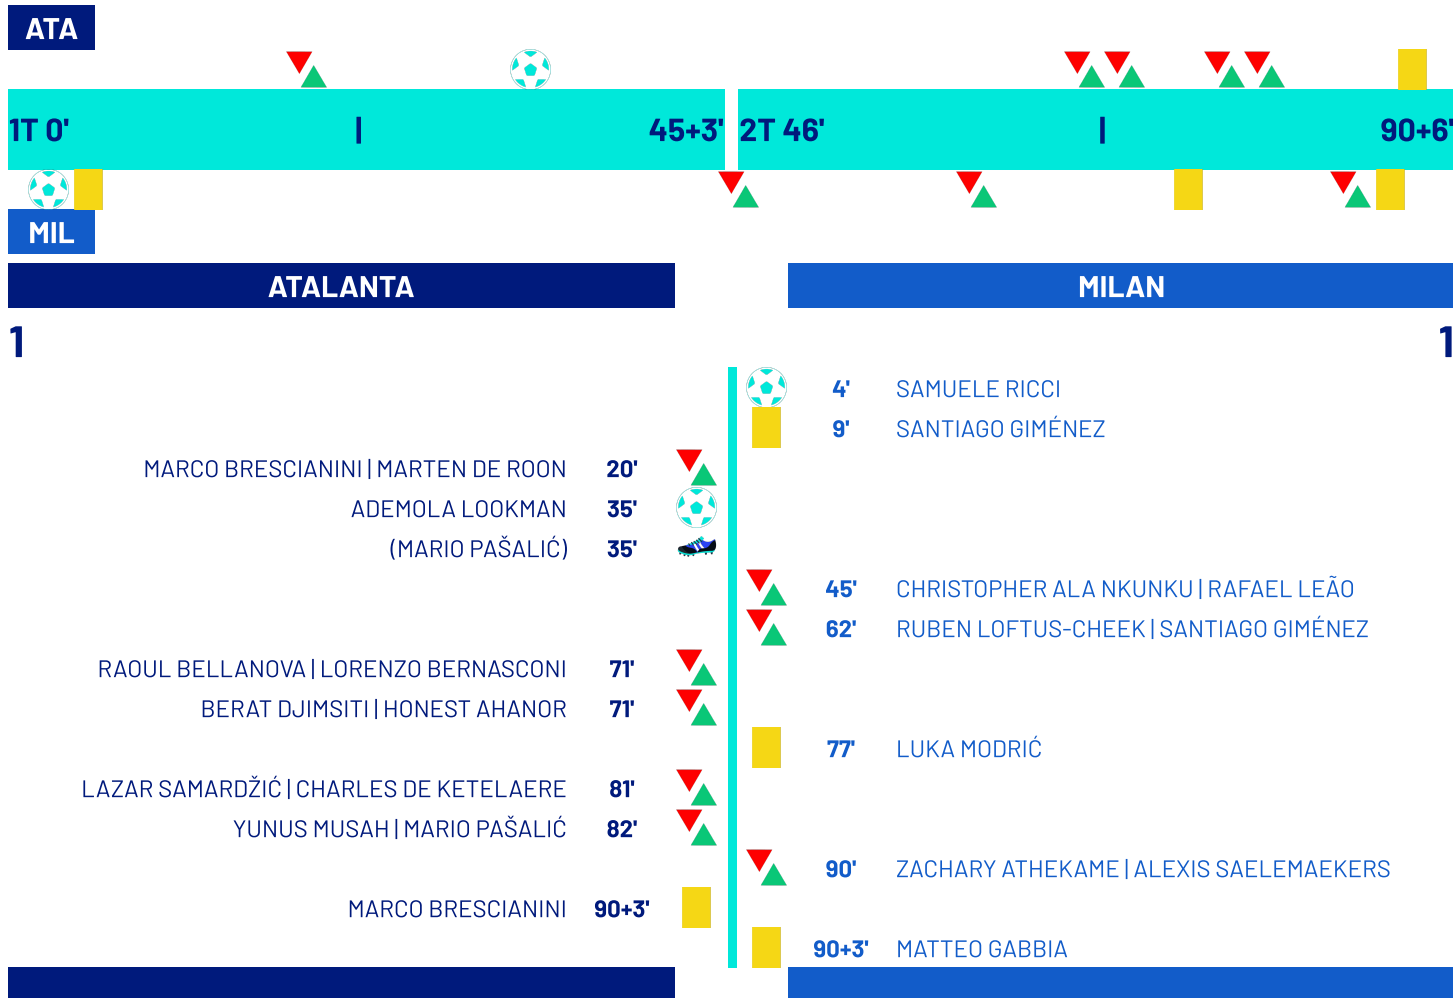 ATA
1T 0' | 45+3' 2T 46' | 90+6'
MIL
ATALANTA MILAN
1 1
4' SAMUELE RICCI
9' SANTIAGO GIMÉNEZ
MARCO BRESCIANINI | MARTEN DE ROON 20'
ADEMOLA LOOKMAN 35'
(MARIO PAŠALIĆ) 35'
45' CHRISTOPHER ALA NKUNKU | RAFAEL LEÃO
62' RUBEN LOFTUS-CHEEK | SANTIAGO GIMÉNEZ
RAOUL BELLANOVA | LORENZO BERNASCONI 71'
BERAT DJIMSITI | HONEST AHANOR 71'
77' LUKA MODRIĆ
LAZAR SAMARDŽIĆ | CHARLES DE KETELAERE 81'
YUNUS MUSAH | MARIO PAŠALIĆ 82'
90' ZACHARY ATHEKAME | ALEXIS SAELEMAEKERS
MARCO BRESCIANINI 90+3'
90+3' MATTEO GABBIA